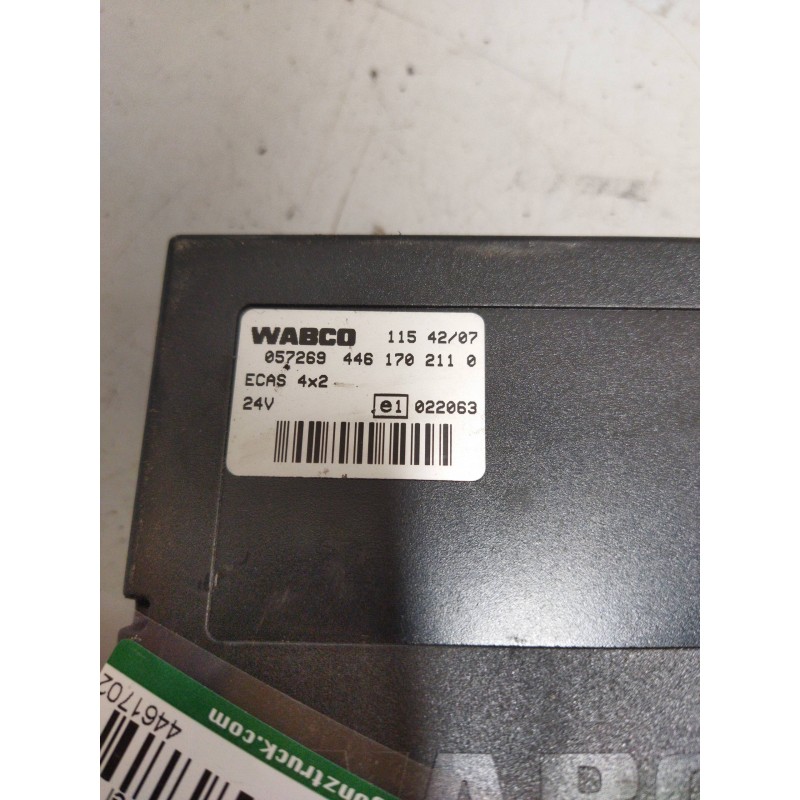 WABCO 115 42/07
057269 446 170 211 0
ECAS 4x2
24V e1 022063
gonztruck.com
4461702